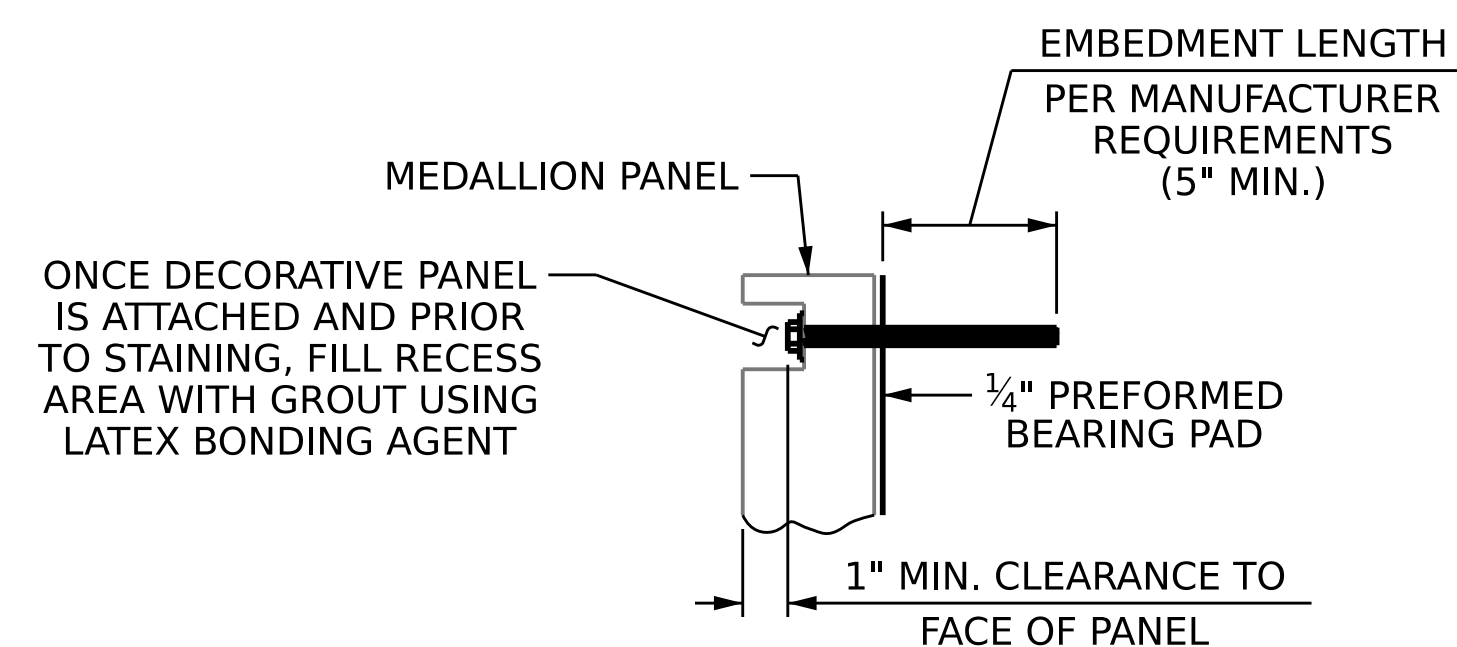 EMBEDMENT LENGTH
PER MANUFACTURER
REQUIREMENTS
(5" MIN.)
MEDALLION PANEL
ONCE DECORATIVE PANEL
IS ATTACHED AND PRIOR
TO STAINING, FILL RECESS
AREA WITH GROUT USING
LATEX BONDING AGENT
¼" PREFORMED
BEARING PAD
1" MIN. CLEARANCE TO
FACE OF PANEL